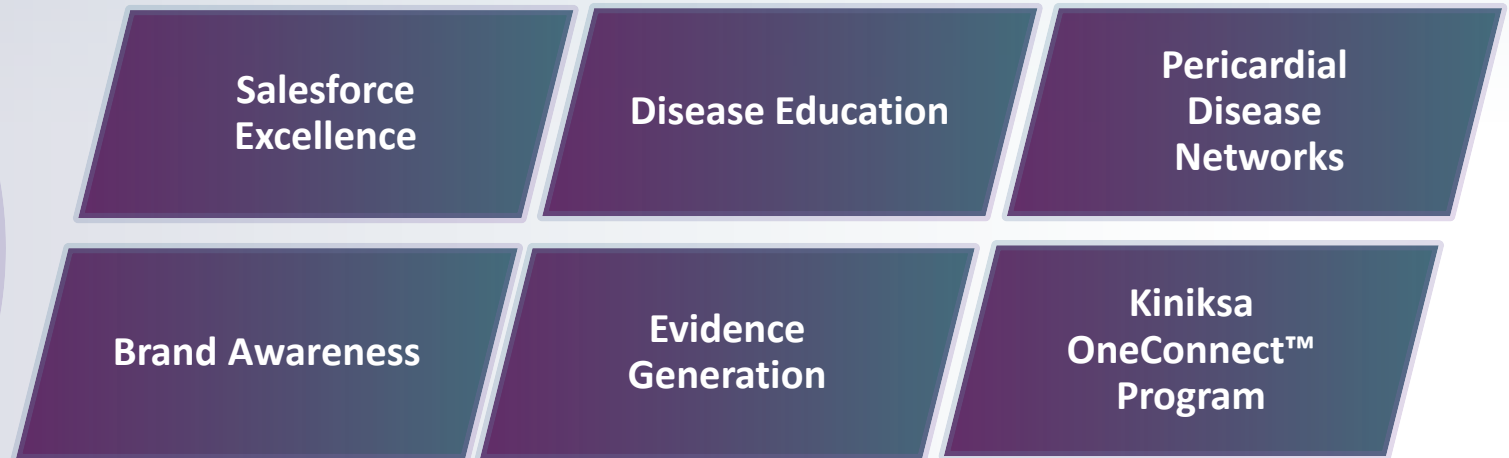 Salesforce
Excellence
Disease Education
Pericardial
Disease
Networks
Brand Awareness
Evidence
Generation
Kiniksa
OneConnect™
Program